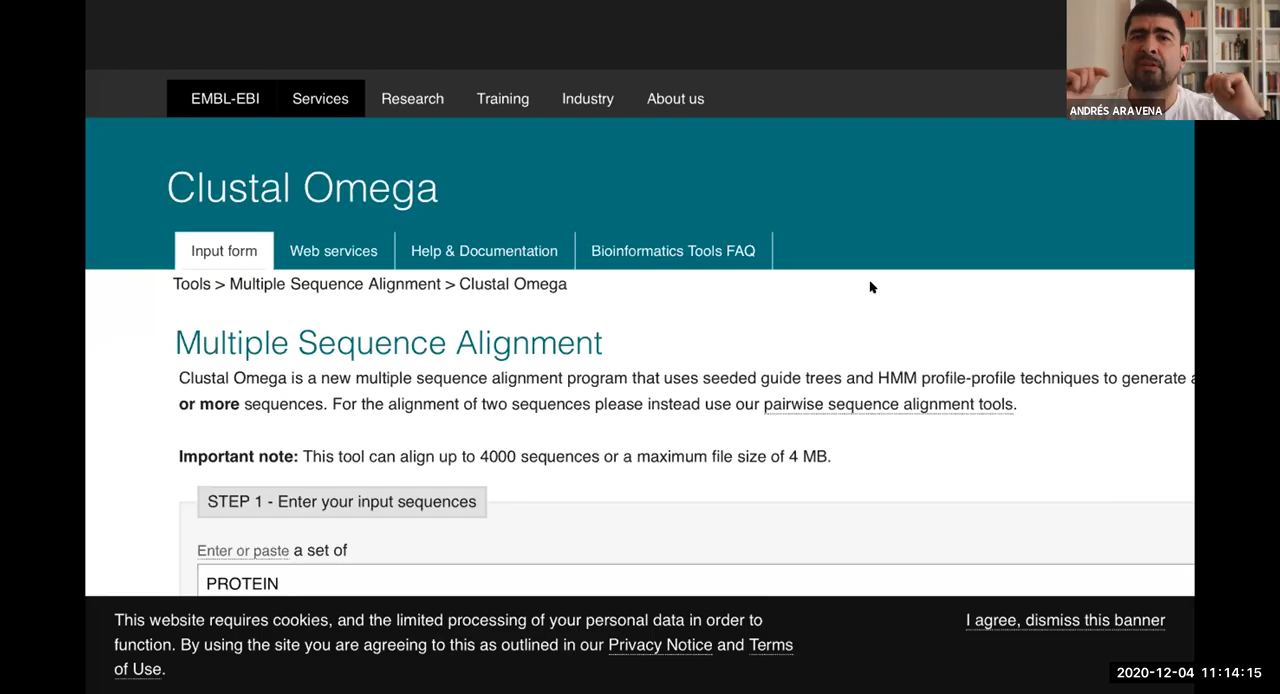 EMBL-EBI Services Research Training Industry About us
ANDRÉS ARAVENA
Clustal Omega
Input form Web services Help & Documentation Bioinformatics Tools FAQ
Tools > Multiple Sequence Alignment > Clustal Omega
Multiple Sequence Alignment
Clustal Omega is a new multiple sequence alignment program that uses seeded guide trees and HMM profile-profile techniques to generate
or more sequences. For the alignment of two sequences please instead use our pairwise sequence alignment tools.
Important note: This tool can align up to 4000 sequences or a maximum file size of 4 MB.
STEP 1 - Enter your input sequences
Enter or paste a set of
PROTEIN
This website requires cookies, and the limited processing of your personal data in order to
function. By using the site you are agreeing to this as outlined in our Privacy Notice and Terms
of Use.
I agree, dismiss this banner
2020-12-04 11:14:15